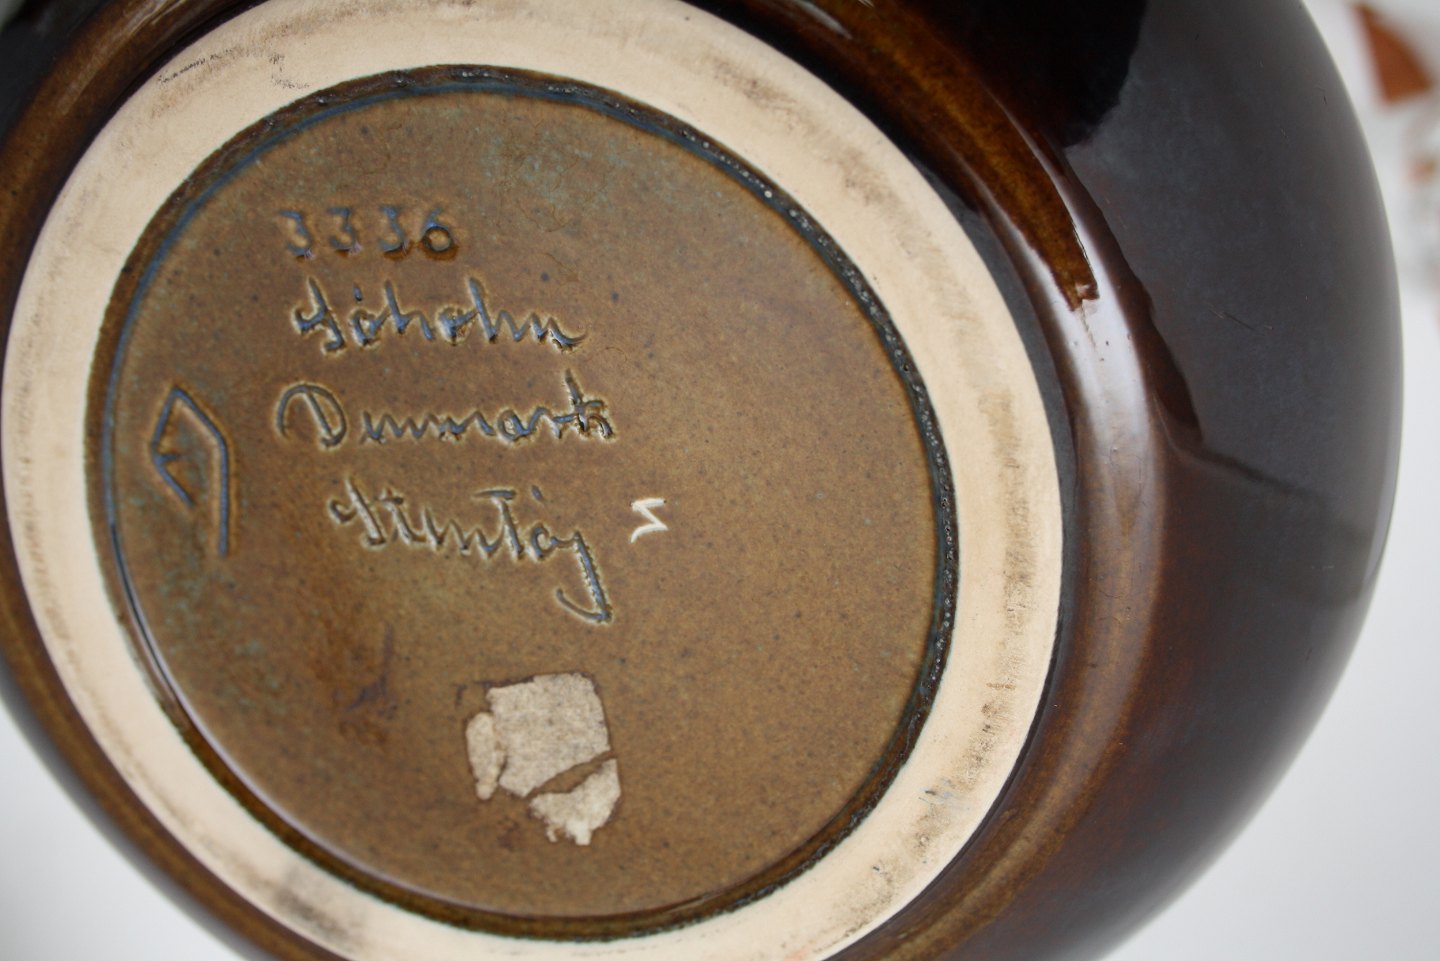 3336
Søholm
Denmark
Stentøj